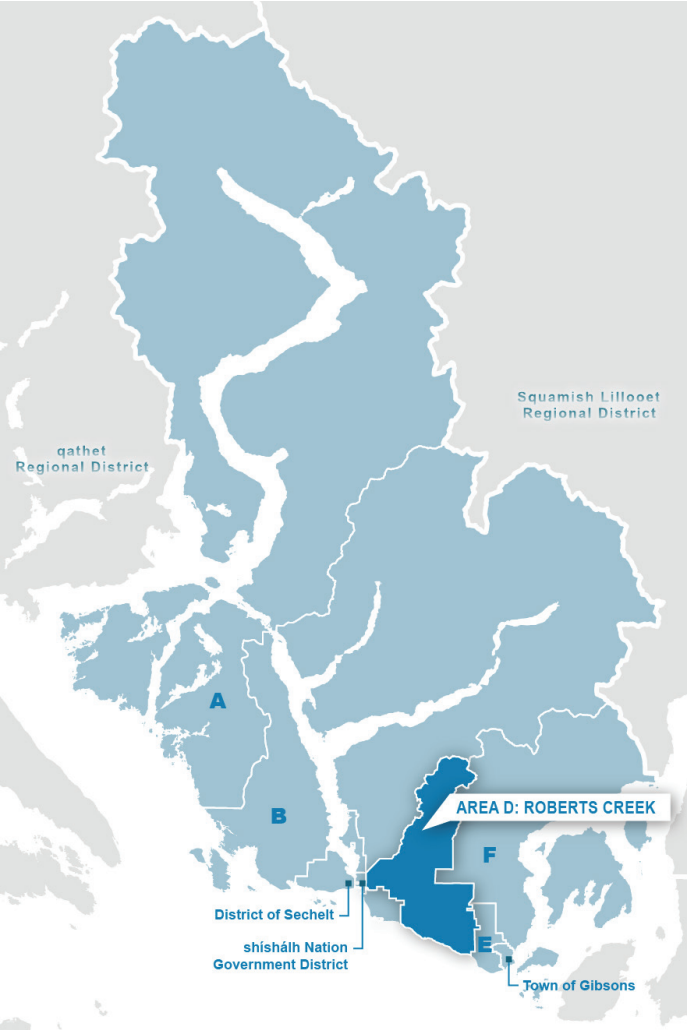 Squamish Lillooet
Regional District
qathet
Regional District
A
B
AREA D: ROBERTS CREEK
F
District of Sechelt
shíshálh Nation
Government District
E
Town of Gibsons